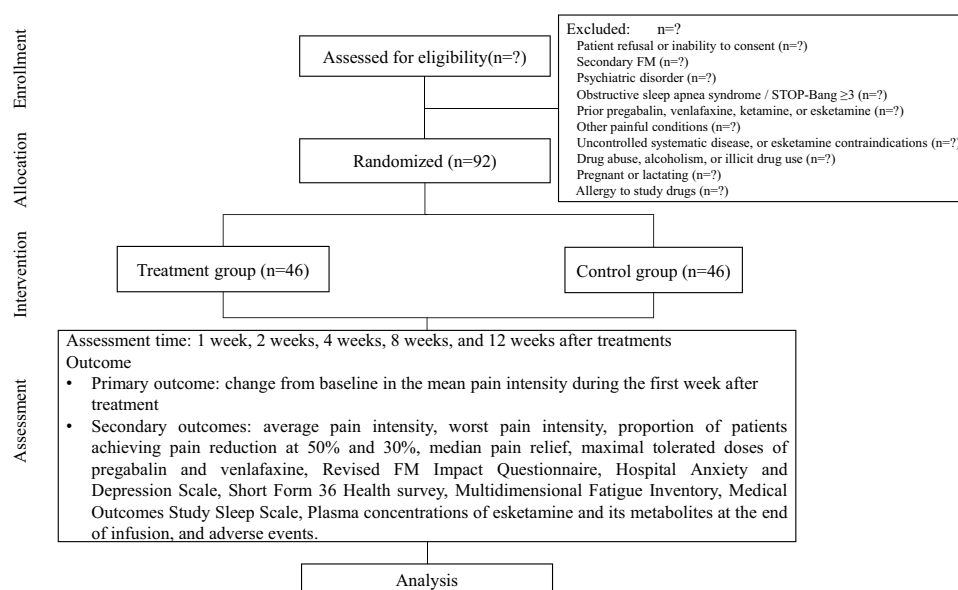 Enrollment
Assessed for eligibility(n=?)
Excluded: n=?
Patient refusal or inability to consent (n=?)
Secondary FM (n=?)
Psychiatric disorder (n=?)
Obstructive sleep apnea syndrome / STOP-Bang ≥3 (n=?)
Prior pregabalin, venlafaxine, ketamine, or esketamine (n=?)
Other painful conditions (n=?)
Uncontrolled systematic disease, or esketamine contraindications (n=?)
Drug abuse, alcoholism, or illicit drug use (n=?)
Pregnant or lactating (n=?)
Allergy to study drugs (n=?)
Allocation
Randomized (n=92)
Intervention
Treatment group (n=46)
Control group (n=46)
Assessment
Assessment time: 1 week, 2 weeks, 4 weeks, 8 weeks, and 12 weeks after treatments
Outcome
• Primary outcome: change from baseline in the mean pain intensity during the first week after
treatment
• Secondary outcomes: average pain intensity, worst pain intensity, proportion of patients
achieving pain reduction at 50% and 30%, median pain relief, maximal tolerated doses of
pregabalin and venlafaxine, Revised FM Impact Questionnaire, Hospital Anxiety and
Depression Scale, Short Form 36 Health survey, Multidimensional Fatigue Inventory, Medical
Outcomes Study Sleep Scale, Plasma concentrations of esketamine and its metabolites at the end
of infusion, and adverse events.
Analysis